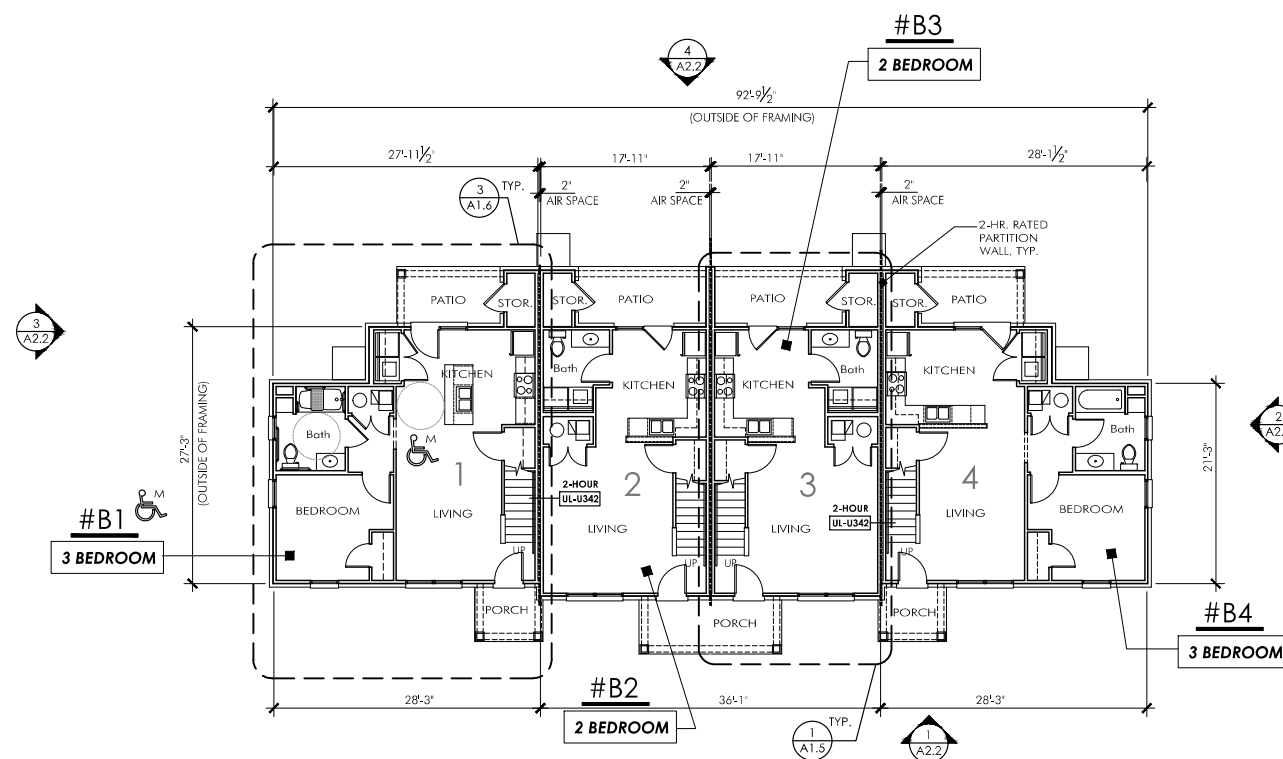 #B3
2 BEDROOM
4
A2.2
92'-9½"
(OUTSIDE OF FRAMING)
27'-11½"
17'-11"
17'-11"
28'-1½"
3
A1.6
TYP.
2"
AIR SPACE
2"
AIR SPACE
2"
AIR SPACE
2-HR. RATED
PARTITION
WALL, TYP.
PATIO
STOR.
STOR.
PATIO
PATIO
STOR.
STOR.
PATIO
3
A2.2
27'-3"
(OUTSIDE OF FRAMING)
KITCHEN
Bath
KITCHEN
KITCHEN
Bath
KITCHEN
Bath
M
Bath
2
21'-3"
1
2
3
4
2-HOUR
UL-U342
2-HOUR
UL-U342
BEDROOM
LIVING
LIVING
LIVING
LIVING
BEDROOM
UP
UP
UP
UP
#B1
M
3 BEDROOM
PORCH
PORCH
PORCH
#B4
3 BEDROOM
28'-3"
36'-1"
28'-3"
#B2
2 BEDROOM
1
A1.5
TYP.
1
A2.2